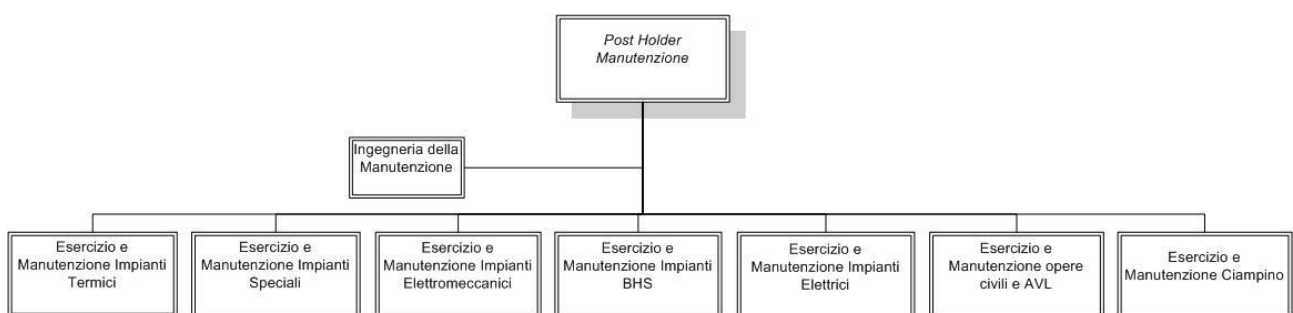 Post Holder
Manutenzione
Ingegneria della
Manutenzione
Esercizio e
Manutenzione Impianti
Termici
Esercizio e
Manutenzione Impianti
Speciali
Esercizio e
Manutenzione Impianti
Elettromeccanici
Esercizio e
Manutenzione Impianti
BHS
Esercizio e
Manutenzione Impianti
Elettrici
Esercizio e
Manutenzione opere
civili e AVL
Esercizio e
Manutenzione Ciampino